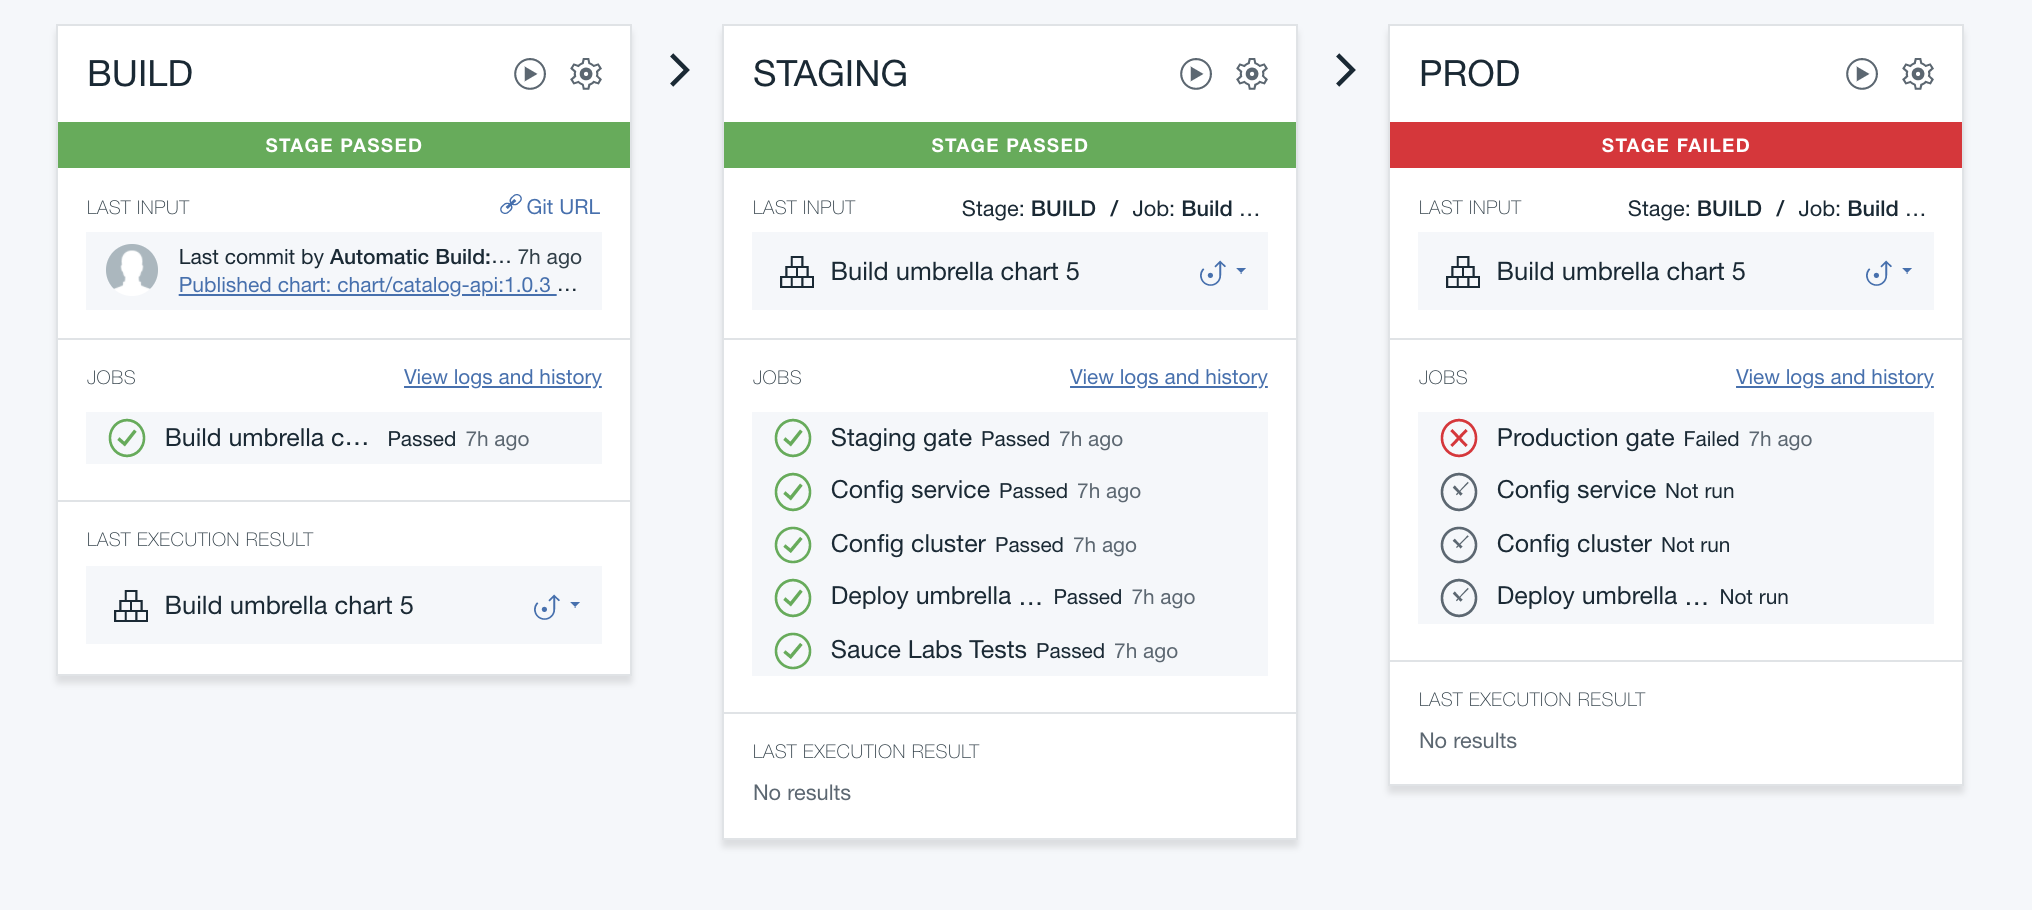 BUILD
STAGE PASSED
LAST INPUT Git URL
Last commit by Automatic Build:... 7h ago
Published chart: chart/catalog-api:1.0.3 ...
JOBS View logs and history
Build umbrella c... Passed 7h ago
LAST EXECUTION RESULT
Build umbrella chart 5
STAGING
STAGE PASSED
LAST INPUT Stage: BUILD / Job: Build ...
Build umbrella chart 5
JOBS View logs and history
Staging gate Passed 7h ago
Config service Passed 7h ago
Config cluster Passed 7h ago
Deploy umbrella ... Passed 7h ago
Sauce Labs Tests Passed 7h ago
LAST EXECUTION RESULT
No results
PROD
STAGE FAILED
LAST INPUT Stage: BUILD / Job: Build ...
Build umbrella chart 5
JOBS View logs and history
Production gate Failed 7h ago
Config service Not run
Config cluster Not run
Deploy umbrella ... Not run
LAST EXECUTION RESULT
No results